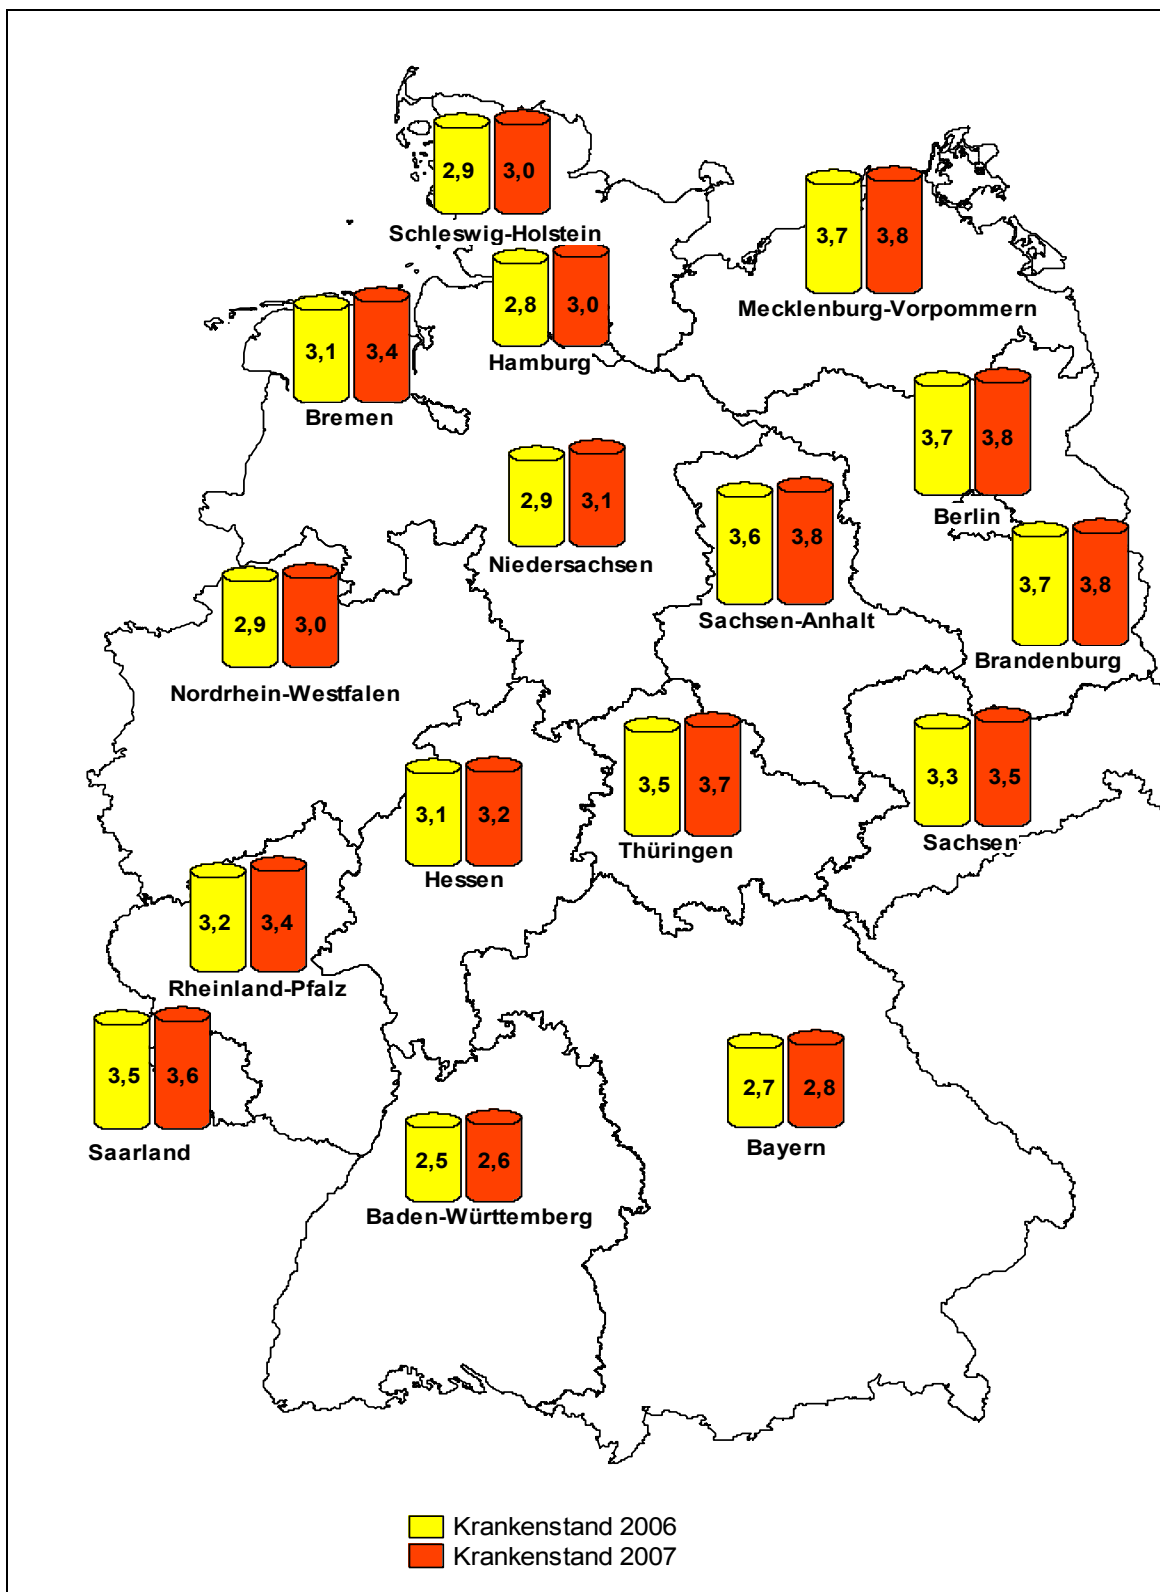 2,9 3,0
Schleswig-Holstein
3,7 3,8
Mecklenburg-Vorpommern
2,8 3,0
Hamburg
3,1 3,4
Bremen
3,7 3,8
Berlin
2,9 3,1
Niedersachsen
3,6 3,8
Sachsen-Anhalt
3,7 3,8
Brandenburg
2,9 3,0
Nordrhein-Westfalen
3,5 3,7
Thüringen
3,3 3,5
Sachsen
3,1 3,2
Hessen
3,2 3,4
Rheinland-Pfalz
3,5 3,6
Saarland
2,7 2,8
Bayern
2,5 2,6
Baden-Württemberg
Krankenstand 2006
Krankenstand 2007